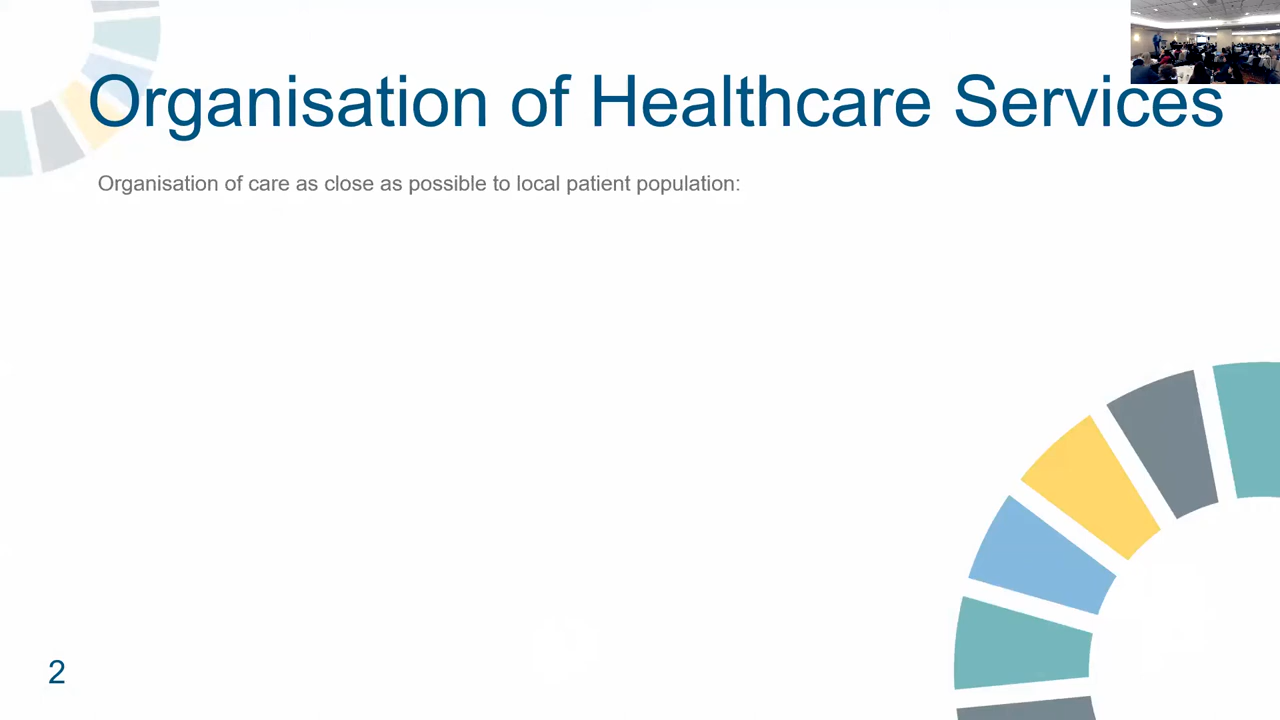 Organisation of Healthcare Services
Organisation of care as close as possible to local patient population:
2